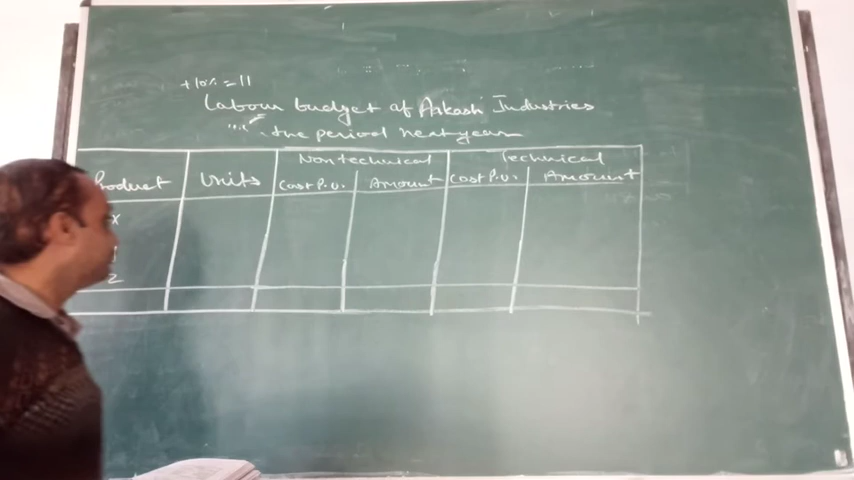 +10% = 11
Labour budget of Aakash Industries
the period next year
Product Units Non technical Technical
Cost P.U. Amount Cost P.U. Amount
x
y
z